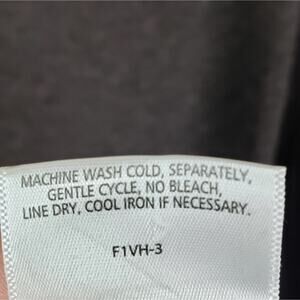 MACHINE WASH COLD, SEPARATELY,
GENTLE CYCLE, NO BLEACH,
LINE DRY, COOL IRON IF NECESSARY.
F1VH-3